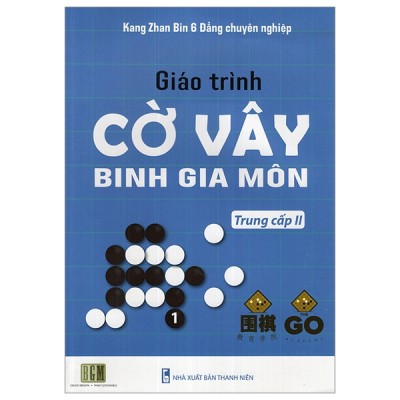 Kang Zhan Bin 6 Đẳng chuyên nghiệp
Giáo trình
CỜ VÂY
BINH GIA MÔN
Trung cấp II
1
围棋
GO
BGM
NHÀ XUẤT BẢN THANH NIÊN